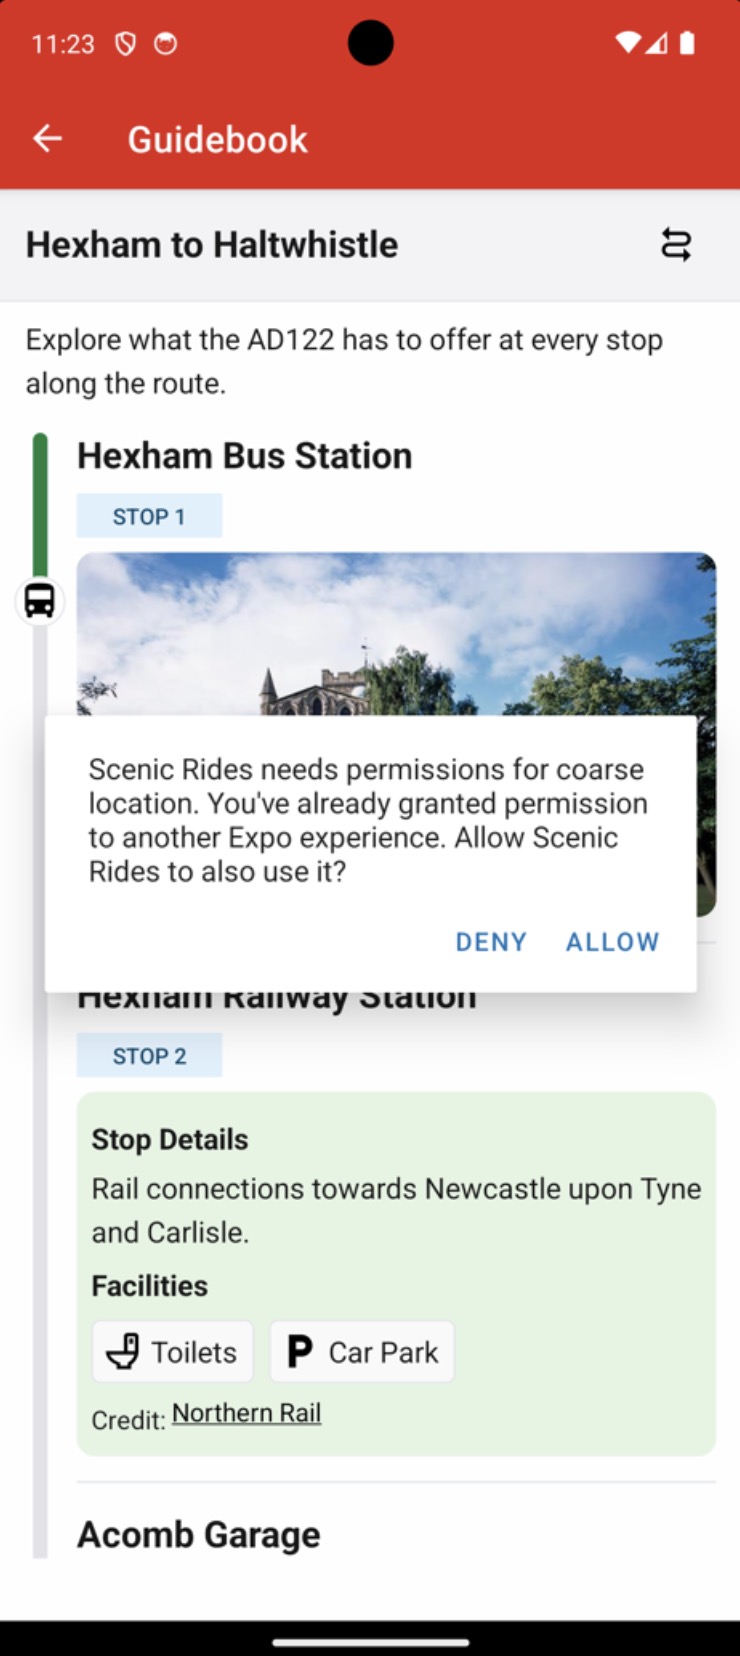 11:23
Guidebook
Hexham to Haltwhistle
Explore what the AD122 has to offer at every stop
along the route.
Hexham Bus Station
STOP 1
Scenic Rides needs permissions for coarse
location. You've already granted permission
to another Expo experience. Allow Scenic
Rides to also use it?
DENY ALLOW
Hexham Railway Station
STOP 2
Stop Details
Rail connections towards Newcastle upon Tyne
and Carlisle.
Facilities
Toilets
P Car Park
Credit: Northern Rail
Acomb Garage